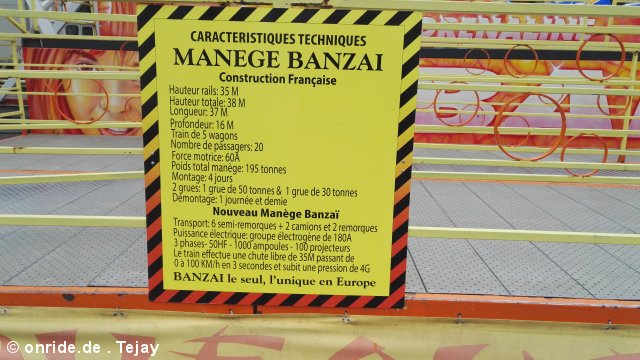 CARACTERISTIQUES TECHNIQUES
MANEGE BANZAI
Construction Française
Hauteur rails: 35 M
Hauteur totale: 38 M
Longueur: 37 M
Profondeur: 16 M
Train de 5 wagons
Nombre de passagers: 20
Force motrice: 60A
Poids total manège: 195 tonnes
Montage: 4 jours
2 grues: 1 grue de 50 tonnes & 1 grue de 30 tonnes
Démontage: 1 journée et demie
Nouveau Manège Banzaï
Transport: 6 semi-remorques + 2 camions et 2 remorques
Puissance électrique: groupe électrogène de 180A
3 phases- 50HF - 1000 ampoules - 100 projecteurs
Le train effectue une chute libre de 35M passant de
0 à 100 KM/h en 3 secondes et subit une pression de 4G
BANZAI le seul, l'unique en Europe
© onride.de . Tejay